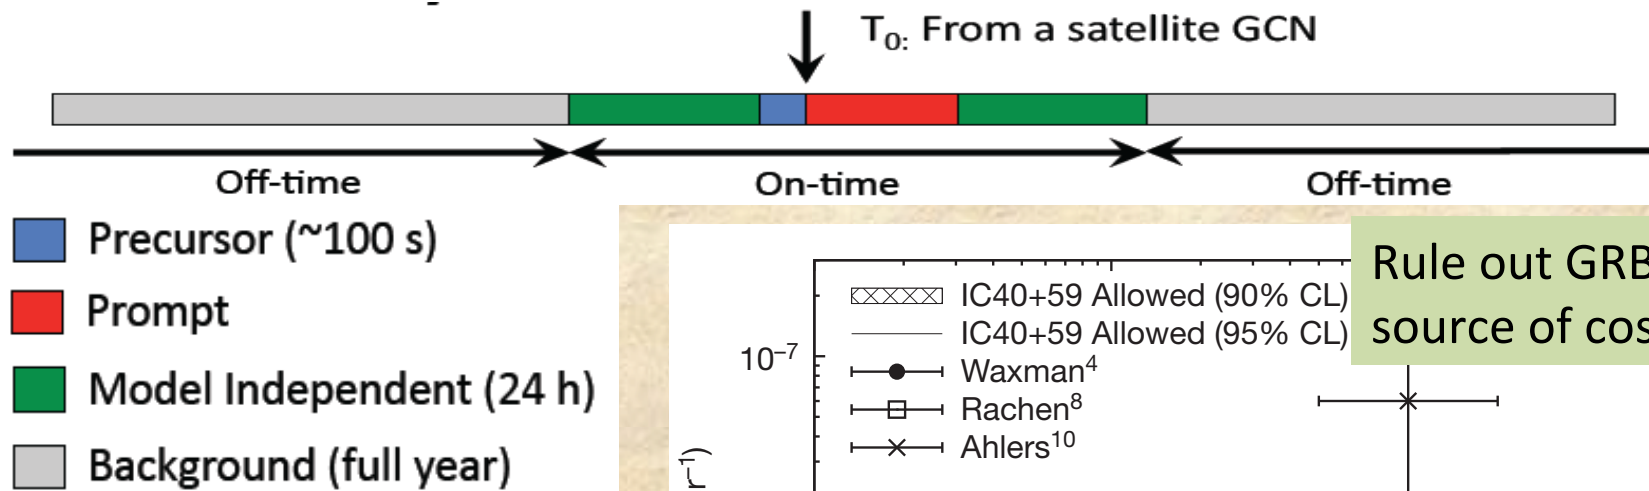 T₀: From a satellite GCN
Off-time On-time Off-time
Precursor (~100 s)
Prompt
Model Independent (24 h)
Background (full year)
Rule out GRB
source of cos
IC40+59 Allowed (90% CL)
IC40+59 Allowed (95% CL)
10⁻⁷
Waxman⁴
Rachen⁸
Ahlers¹⁰
r⁻¹)